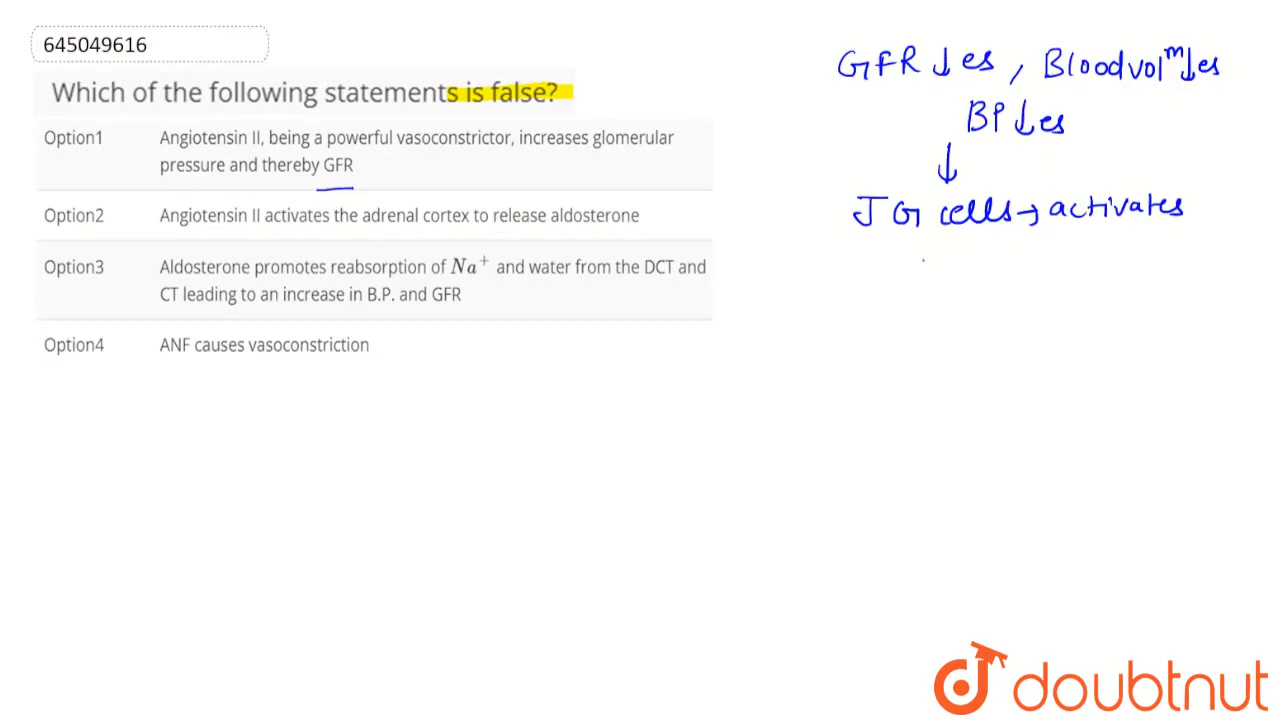 645049616
Which of the following statements is false?
Option1 Angiotensin II, being a powerful vasoconstrictor, increases glomerular
pressure and thereby GFR
Option2 Angiotensin II activates the adrenal cortex to release aldosterone
Option3 Aldosterone promotes reabsorption of Na⁺ and water from the DCT and
CT leading to an increase in B.P. and GFR
Option4 ANF causes vasoconstriction
GFR ↓es , Blood volᵐ ↓es
BP ↓es
↓
JG cells → activates
doubtnut